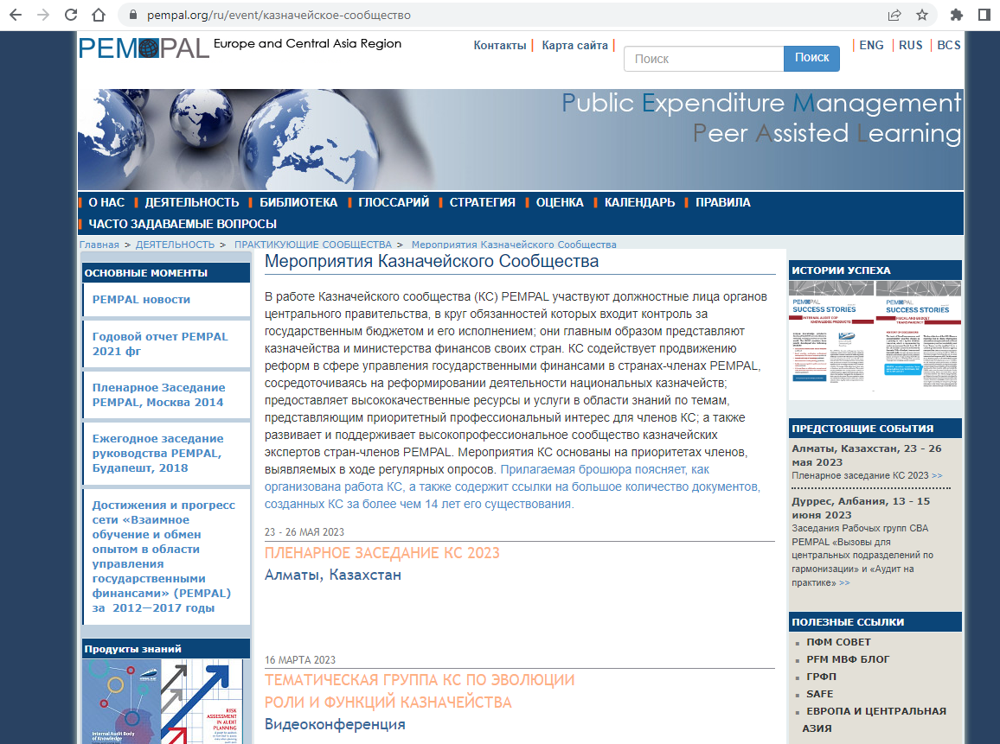 pempal.org/ru/event/казначейское-сообщество
PEMPAL Europe and Central Asia Region
Контакты | Карта сайта |
Поиск Поиск
| ENG | RUS | BCS
Public Expenditure Management
Peer Assisted Learning
О НАС ДЕЯТЕЛЬНОСТЬ БИБЛИОТЕКА ГЛОССАРИЙ СТРАТЕГИЯ ОЦЕНКА КАЛЕНДАРЬ ПРАВИЛА
ЧАСТО ЗАДАВАЕМЫЕ ВОПРОСЫ
Главная > ДЕЯТЕЛЬНОСТЬ > ПРАКТИКУЮЩИЕ СООБЩЕСТВА > Мероприятия Казначейского Сообщества
ОСНОВНЫЕ МОМЕНТЫ
PEMPAL новости
Годовой отчет PEMPAL
2021 фг
Пленарное Заседание
PEMPAL, Москва 2014
Ежегодное заседание
руководства PEMPAL,
Будапешт, 2018
Достижения и прогресс
сети «Взаимное
обучение и обмен
опытом в области
управления
государственными
финансами» (PEMPAL)
за 2012—2017 годы
Продукты знаний
Internal Audit Body
of Knowledge
RISK
ASSESSMENT
IN AUDIT
PLANNING
Мероприятия Казначейского Сообщества
В работе Казначейского сообщества (КС) PEMPAL участвуют должностные лица органов
центрального правительства, в круг обязанностей которых входит контроль за
государственным бюджетом и его исполнением; они главным образом представляют
казначейства и министерства финансов своих стран. КС содействует продвижению
реформ в сфере управления государственными финансами в странах-членах PEMPAL,
сосредоточиваясь на реформировании деятельности национальных казначейств;
предоставляет высококачественные ресурсы и услуги в области знаний по темам,
представляющим приоритетный профессиональный интерес для членов КС; а также
развивает и поддерживает высокопрофессиональное сообщество казначейских
экспертов стран-членов PEMPAL. Мероприятия КС основаны на приоритетах членов,
выявляемых в ходе регулярных опросов. Прилагаемая брошюра поясняет, как
организована работа КС, а также содержит ссылки на большое количество документов,
созданных КС за более чем 14 лет его существования.
23 - 26 МАЯ 2023
ПЛЕНАРНОЕ ЗАСЕДАНИЕ КС 2023
Алматы, Казахстан
16 МАРТА 2023
ТЕМАТИЧЕСКАЯ ГРУППА КС ПО ЭВОЛЮЦИИ
РОЛИ И ФУНКЦИЙ КАЗНАЧЕЙСТВА
Видеоконференция
ИСТОРИИ УСПЕХА
PEMPAL
SUCCESS STORIES
INTERNAL AUDIT COP
KNOWLEDGE PRODUCTS
PEMPAL
SUCCESS STORIES
FISCAL AND BUDGET
TRANSPARENCY
ПРЕДСТОЯЩИЕ СОБЫТИЯ
Алматы, Казахстан, 23 - 26
мая 2023
Пленарное заседание КС 2023 >>
Дуррес, Албания, 13 - 15
июня 2023
Заседания Рабочих групп СВА
PEMPAL «Вызовы для
центральных подразделений по
гармонизации» и «Аудит на
практике» >>
ПОЛЕЗНЫЕ ССЫЛКИ
ПФМ СОВЕТ
PFM МВФ БЛОГ
ГРФП
SAFE
ЕВРОПА И ЦЕНТРАЛЬНАЯ
АЗИЯ